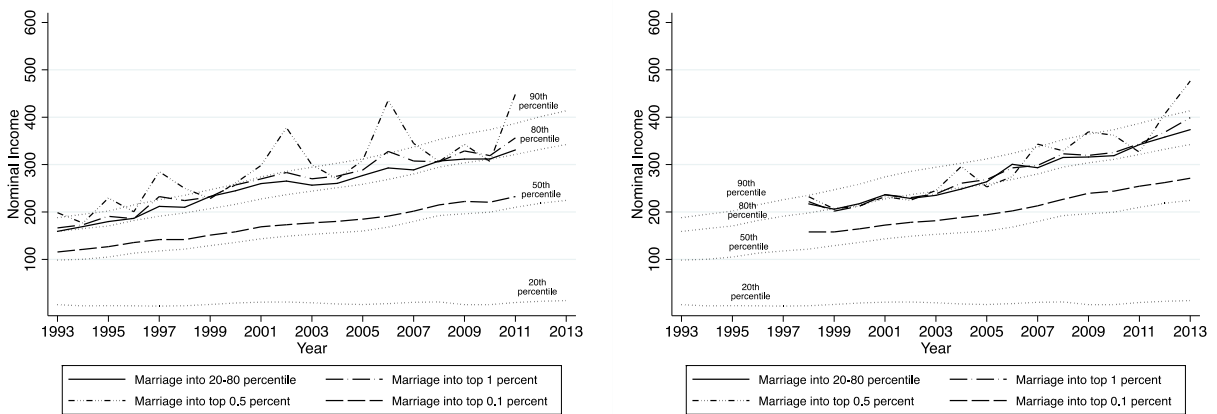 Nominal Income
600
500
400
300
200
100
90th
percentile
80th
percentile
50th
percentile
20th
percentile
1993 1995 1997 1999 2001 2003 2005 2007 2009 2011 2013
Year
Marriage into 20-80 percentile Marriage into top 1 percent
Marriage into top 0.5 percent Marriage into top 0.1 percent
Nominal Income
600
500
400
300
200
100
90th
percentile
80th
percentile
50th
percentile
20th
percentile
1993 1995 1997 1999 2001 2003 2005 2007 2009 2011 2013
Year
Marriage into 20-80 percentile Marriage into top 1 percent
Marriage into top 0.5 percent Marriage into top 0.1 percent